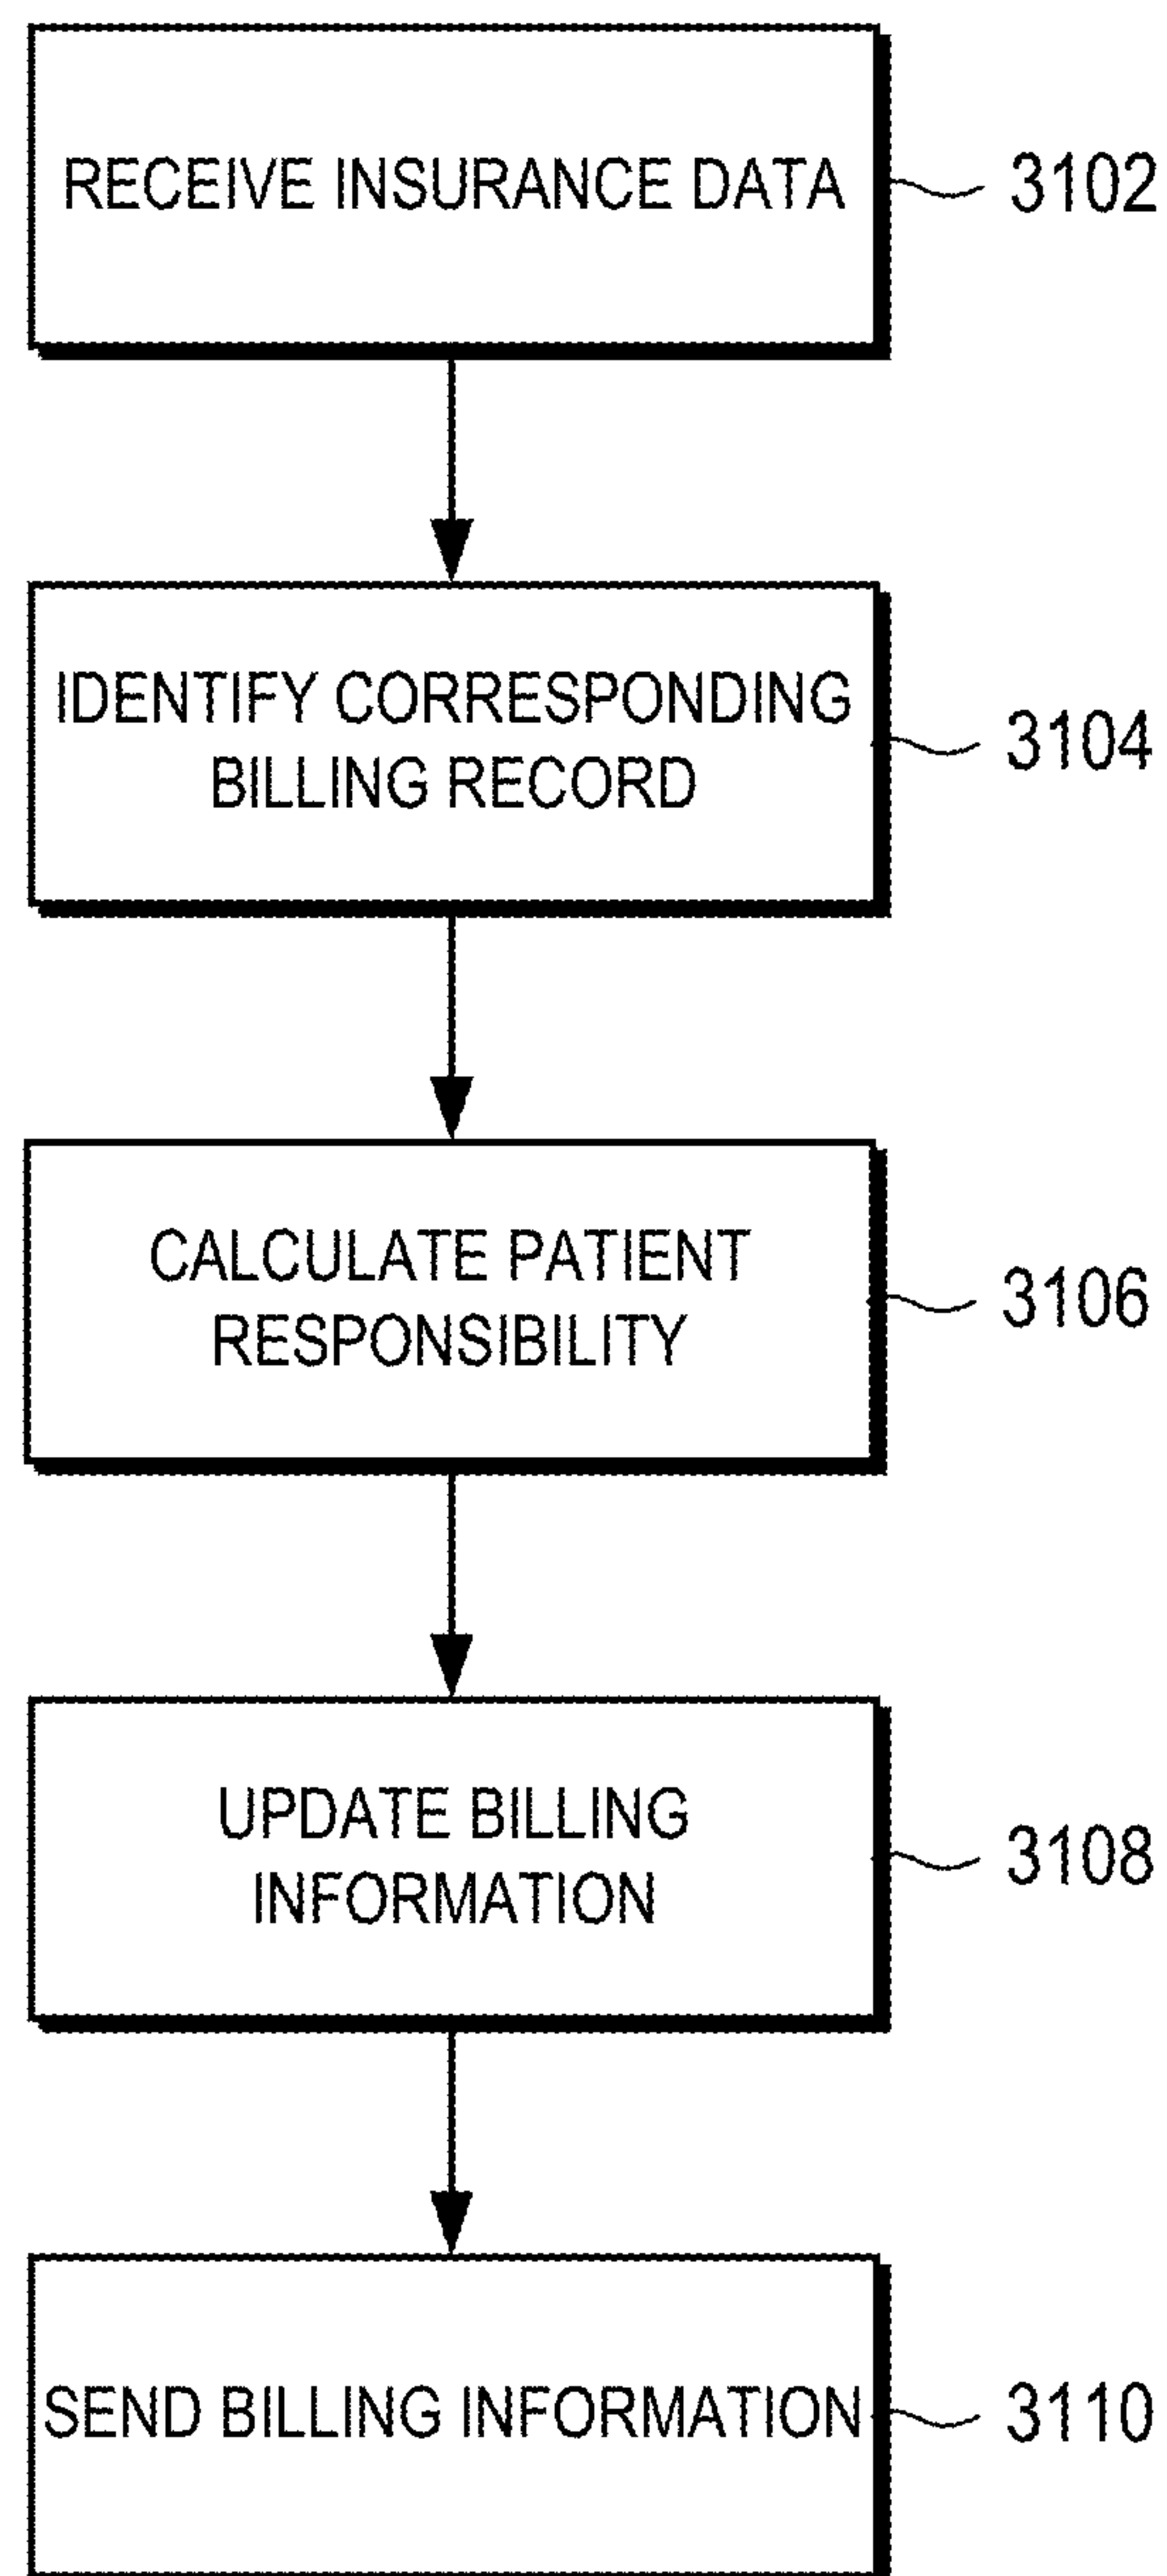 RECEIVE INSURANCE DATA
3102
IDENTIFY CORRESPONDING
BILLING RECORD
3104
CALCULATE PATIENT
RESPONSIBILITY
3106
UPDATE BILLING
INFORMATION
3108
SEND BILLING INFORMATION
3110